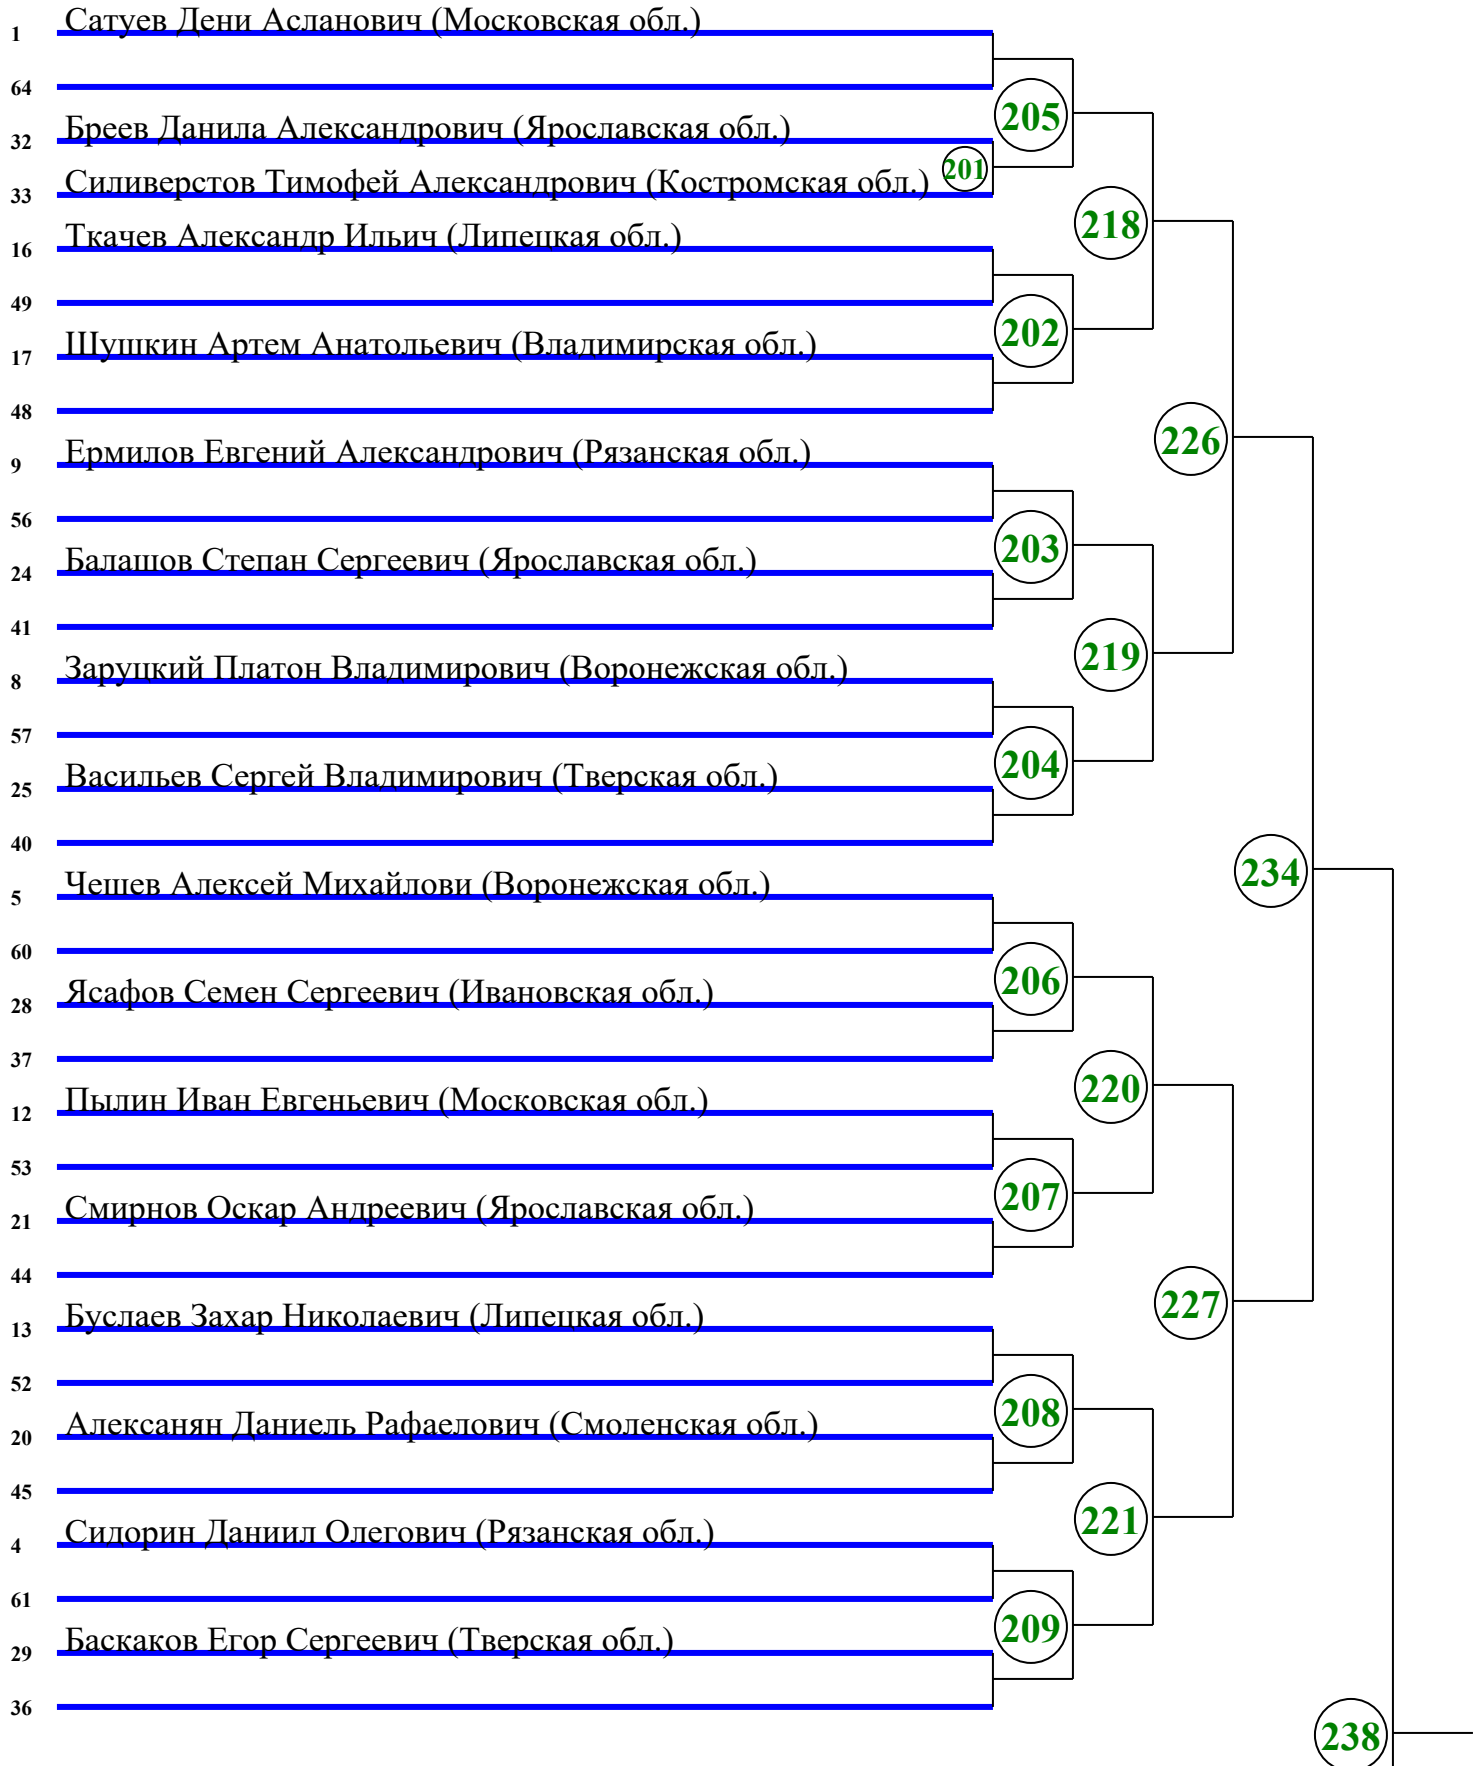 1 Сатуев Дени Асланович (Московская обл.)
64
205
32 Бреев Данила Александрович (Ярославская обл.)
201
33 Силиверстов Тимофей Александрович (Костромская обл.)
218
16 Ткачев Александр Ильич (Липецкая обл.)
49
202
17 Шушкин Артем Анатольевич (Владимирская обл.)
48
226
9 Ермилов Евгений Александрович (Рязанская обл.)
56
203
24 Балашов Степан Сергеевич (Ярославская обл.)
41
219
8 Заруцкий Платон Владимирович (Воронежская обл.)
57
204
25 Васильев Сергей Владимирович (Тверская обл.)
40
234
5 Чешев Алексей Михайлови (Воронежская обл.)
60
206
28 Ясафов Семен Сергеевич (Ивановская обл.)
37
220
12 Пылин Иван Евгеньевич (Московская обл.)
53
207
21 Смирнов Оскар Андреевич (Ярославская обл.)
44
227
13 Буслаев Захар Николаевич (Липецкая обл.)
52
208
20 Алексанян Даниель Рафаелович (Смоленская обл.)
45
221
4 Сидорин Даниил Олегович (Рязанская обл.)
61
209
29 Баскаков Егор Сергеевич (Тверская обл.)
36
238